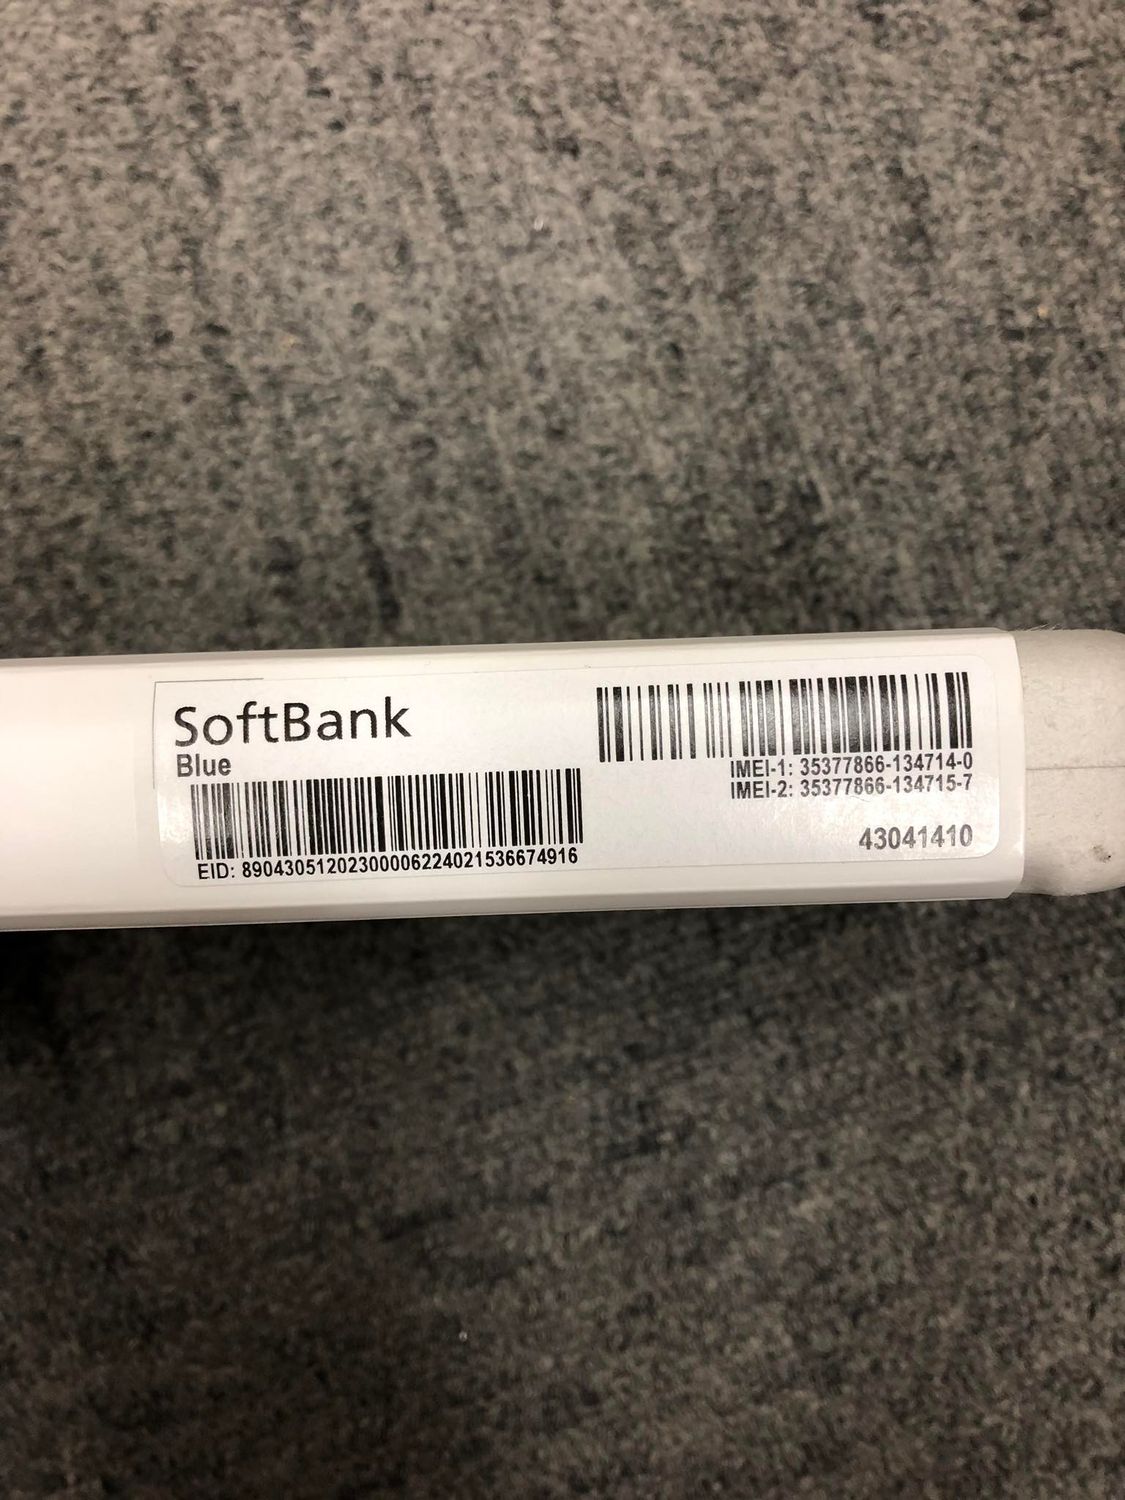 SoftBank
Blue
EID: 89043051202300006224021536674916
IMEI-1: 35377866-134714-0
IMEI-2: 35377866-134715-7
43041410